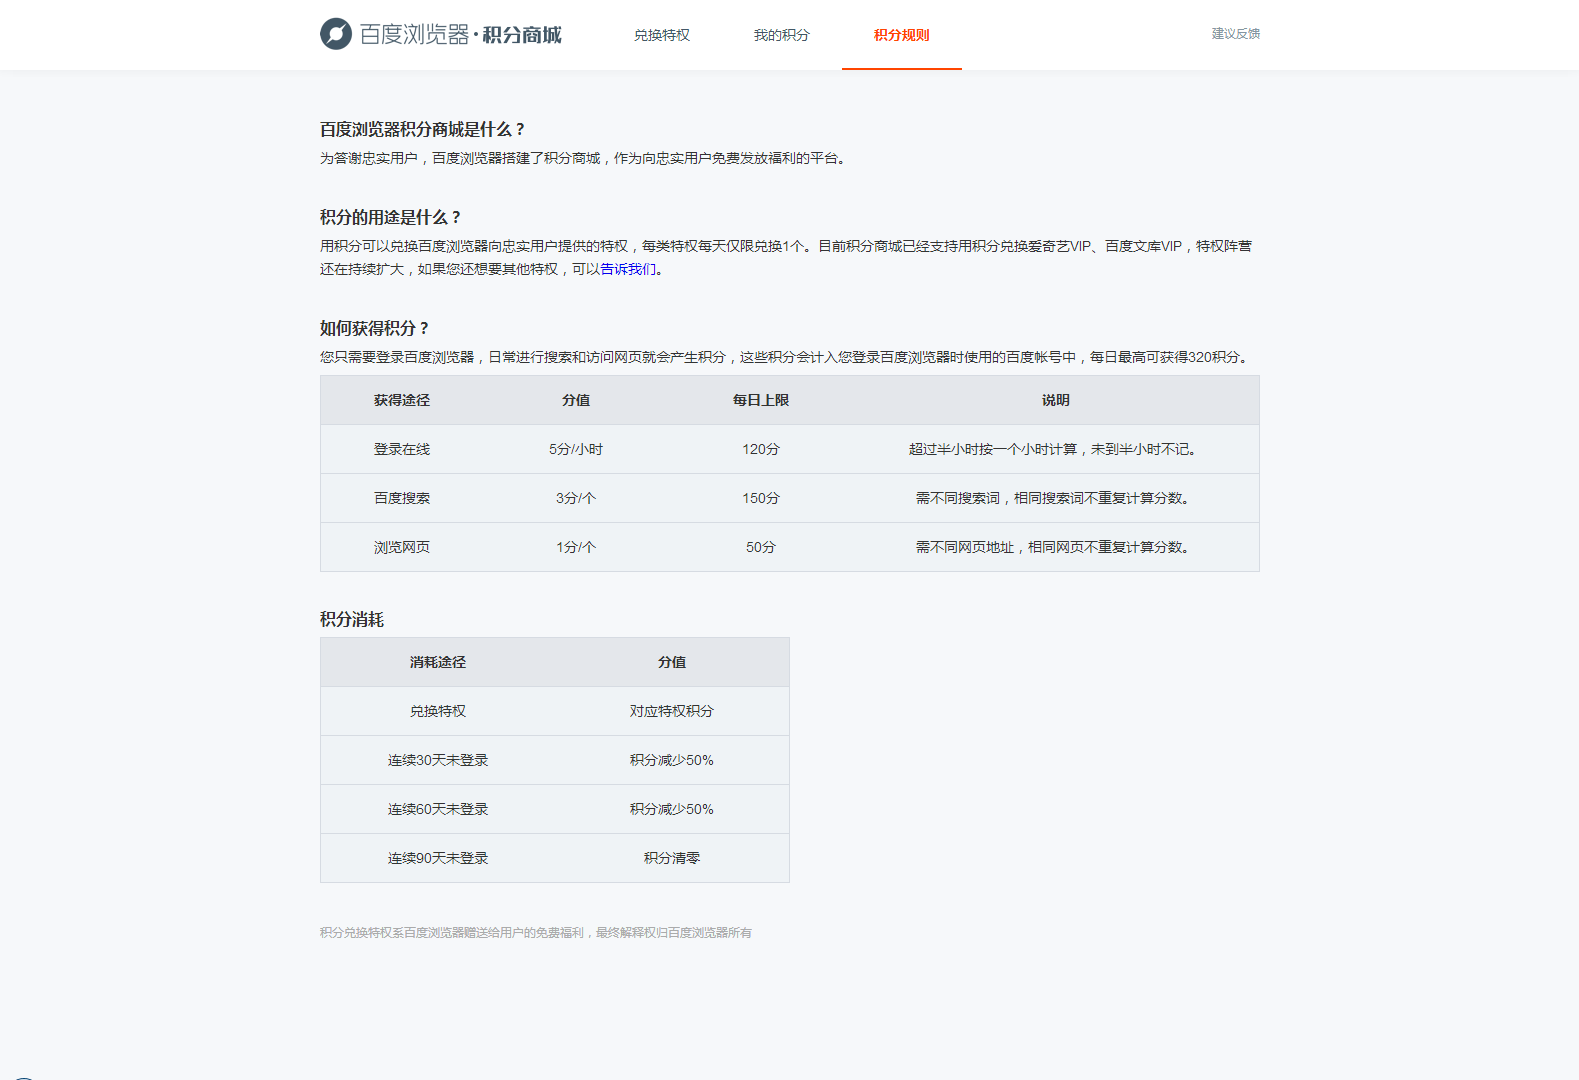 百度浏览器·积分商城 兑换特权 我的积分 积分规则 建议反馈
百度浏览器积分商城是什么？
为答谢忠实用户，百度浏览器搭建了积分商城，作为向忠实用户免费发放福利的平台。
积分的用途是什么？
用积分可以兑换百度浏览器向忠实用户提供的特权，每类特权每天仅限兑换1个。目前积分商城已经支持用积分兑换爱奇艺VIP、百度文库VIP，特权阵营
还在持续扩大，如果您还想要其他特权，可以告诉我们。
如何获得积分？
您只需要登录百度浏览器，日常进行搜索和访问网页就会产生积分，这些积分会计入您登录百度浏览器时使用的百度帐号中，每日最高可获得320积分。
获得途径 分值 每日上限 说明
登录在线 5分/小时 120分 超过半小时按一个小时计算，未到半小时不记。
百度搜索 3分/个 150分 需不同搜索词，相同搜索词不重复计算分数。
浏览网页 1分/个 50分 需不同网页地址，相同网页不重复计算分数。
积分消耗
消耗途径 分值
兑换特权 对应特权积分
连续30天未登录 积分减少50%
连续60天未登录 积分减少50%
连续90天未登录 积分清零
积分兑换特权系百度浏览器赠送给用户的免费福利，最终解释权归百度浏览器所有